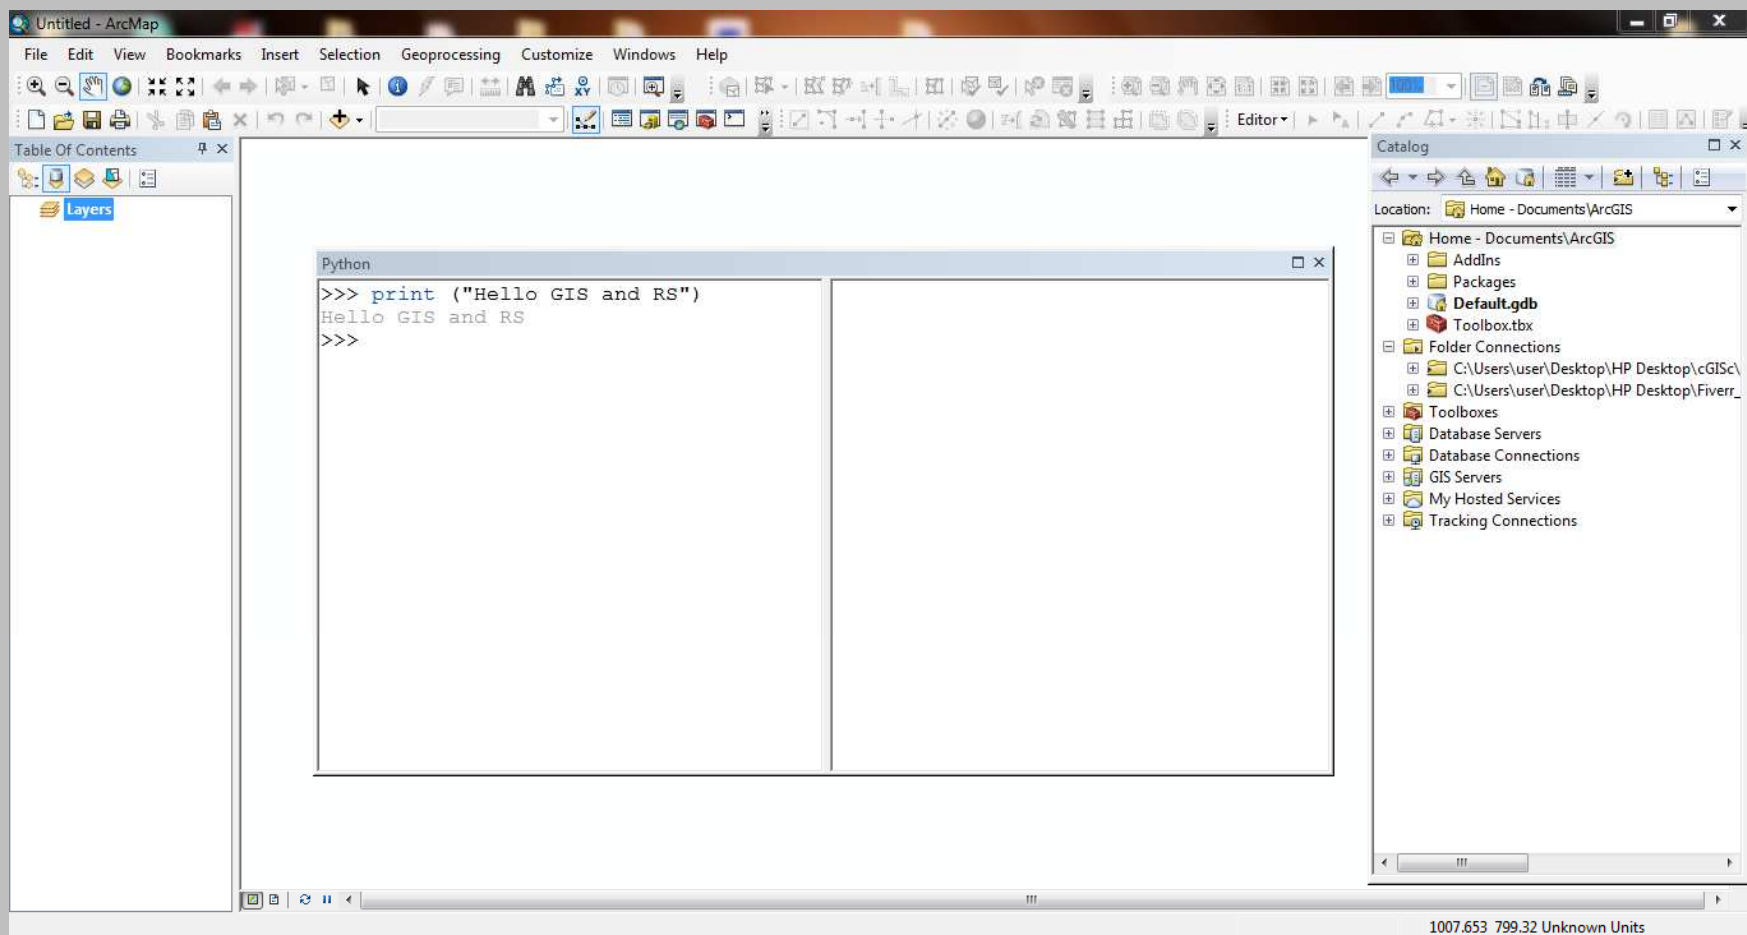 Untitled - ArcMap
File Edit View Bookmarks Insert Selection Geoprocessing Customize Windows Help
100%
Editor
Table Of Contents
Layers
Python
>>> print ("Hello GIS and RS")
Hello GIS and RS
>>>
Catalog
Location: Home - Documents\ArcGIS
Home - Documents\ArcGIS
AddIns
Packages
Default.gdb
Toolbox.tbx
Folder Connections
C:\Users\user\Desktop\HP Desktop\cGISc\
C:\Users\user\Desktop\HP Desktop\Fiverr_
Toolboxes
Database Servers
Database Connections
GIS Servers
My Hosted Services
Tracking Connections
1007.653 799.32 Unknown Units